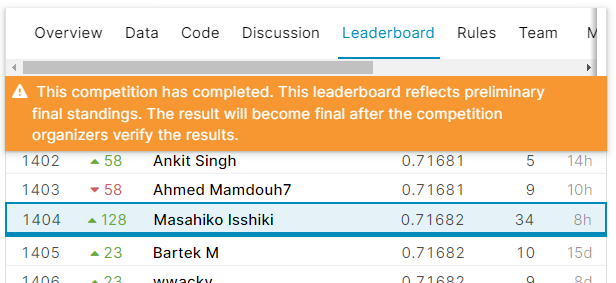 Overview Data Code Discussion Leaderboard Rules Team
This competition has completed. This leaderboard reflects preliminary
final standings. The result will become final after the competition
organizers verify the results.
1402 58 Ankit Singh 0.71681 5 14h
1403 58 Ahmed Mamdouh7 0.71681 9 10h
1404 128 Masahiko Isshiki 0.71682 34 8h
1405 23 Bartek M 0.71682 10 15d
1406 23 wwacky 0.71682 9 8d